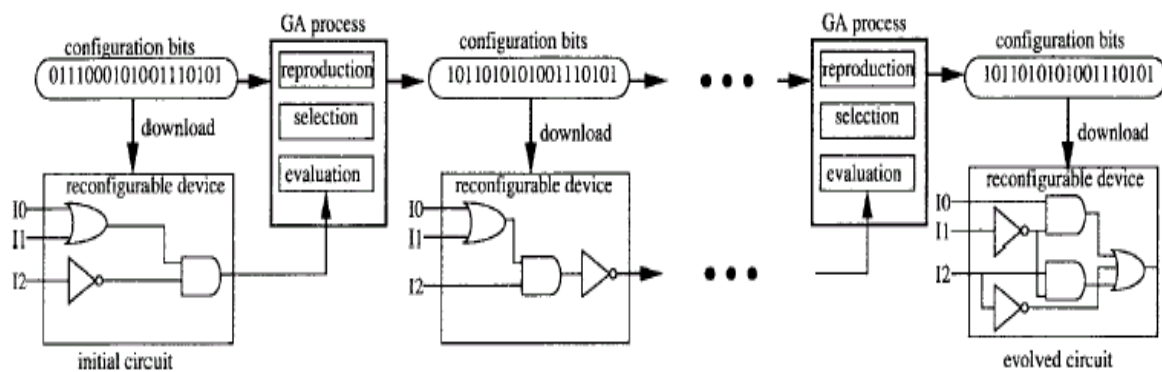 GA process
configuration bits
0111000101001110101
reproduction
selection
evaluation
download
reconfigurable device
I0
I1
I2
initial circuit
configuration bits
1011010101001110101
download
reconfigurable device
I0
I1
I2
GA process
reproduction
selection
evaluation
configuration bits
1011010101001110101
download
reconfigurable device
I0
I1
I2
evolved circuit